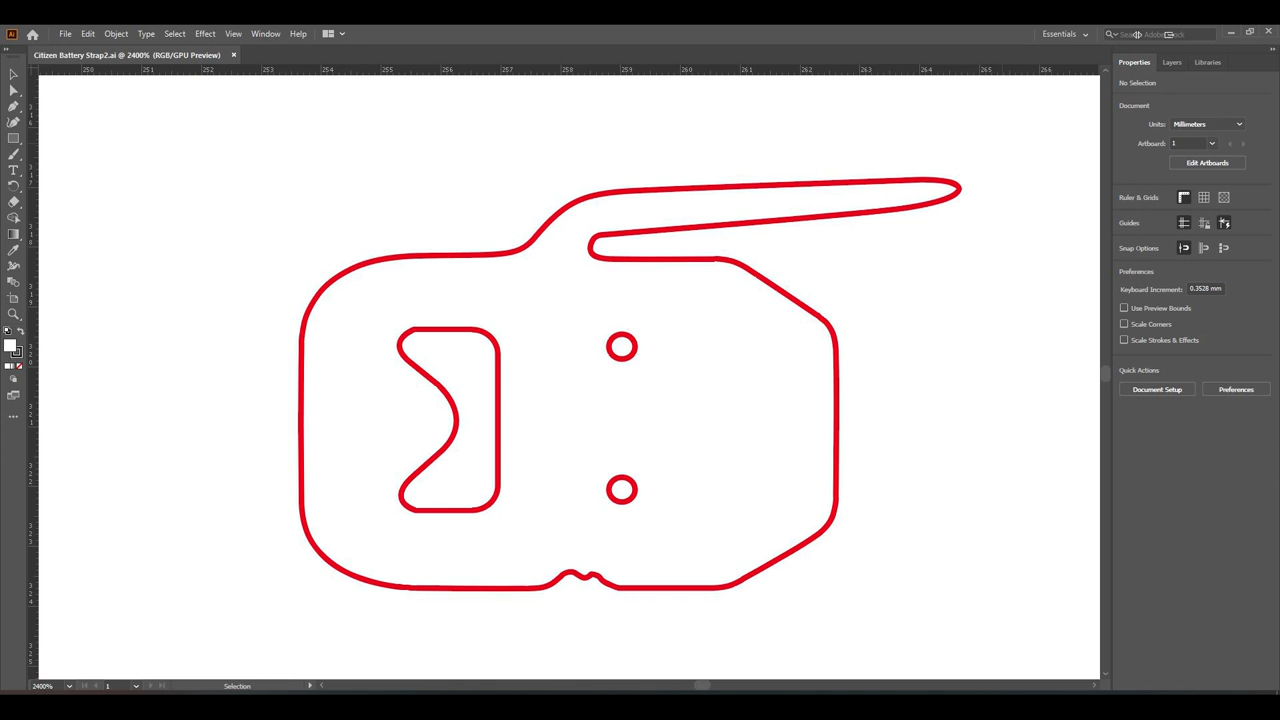 Ai File Edit Object Type Select Effect View Window Help Essentials
Citizen Battery Strap2.ai @ 2400% (RGB/GPU Preview) ×
250 251 252 253 254 255 256 257 258 259 260 261 262 263 264 265 266
Properties Layers Libraries
No Selection
Document
Units: Millimeters
Artboard: 1
Edit Artboards
Ruler & Grids
Guides
Snap Options
Preferences
Keyboard Increment: 0.3528 mm
Use Preview Bounds
Scale Corners
Scale Strokes & Effects
Quick Actions
Document Setup Preferences
2400% 1 Selection